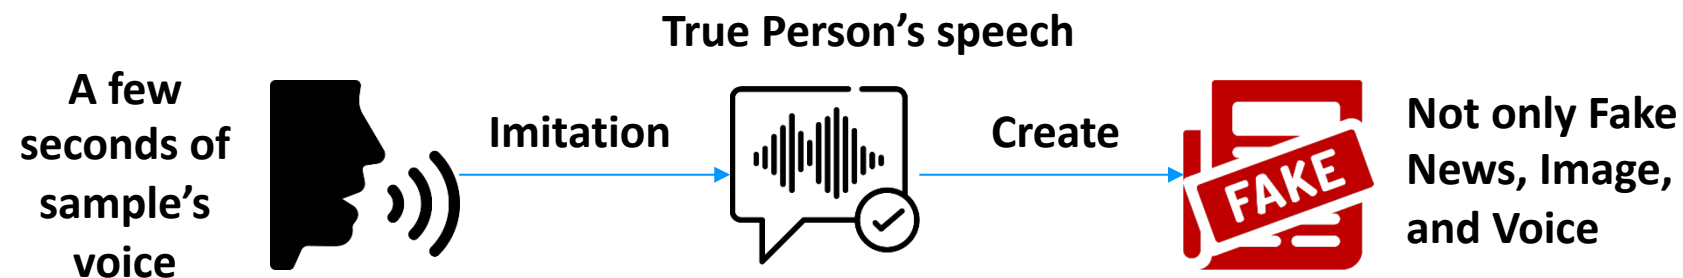 True Person’s speech
A few
seconds of
sample’s
voice
Imitation
Create
FAKE
Not only Fake
News, Image,
and Voice